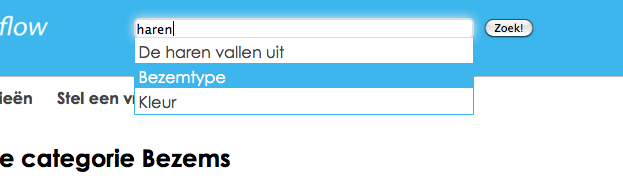 flow
haren
Zoek!
De haren vallen uit
Bezemtype
Kleur
ieën Stel een
e categorie Bezems